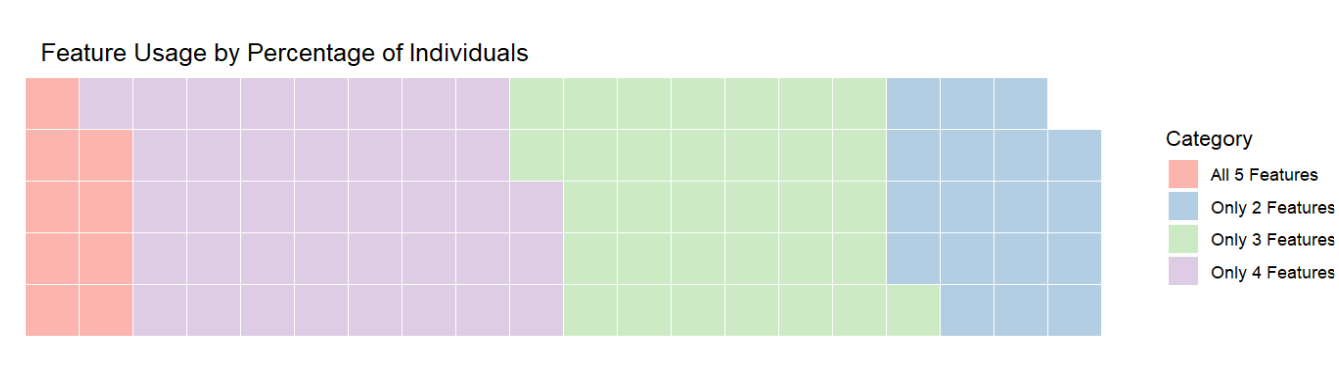 Feature Usage by Percentage of Individuals
Category
All 5 Features
Only 2 Features
Only 3 Features
Only 4 Features